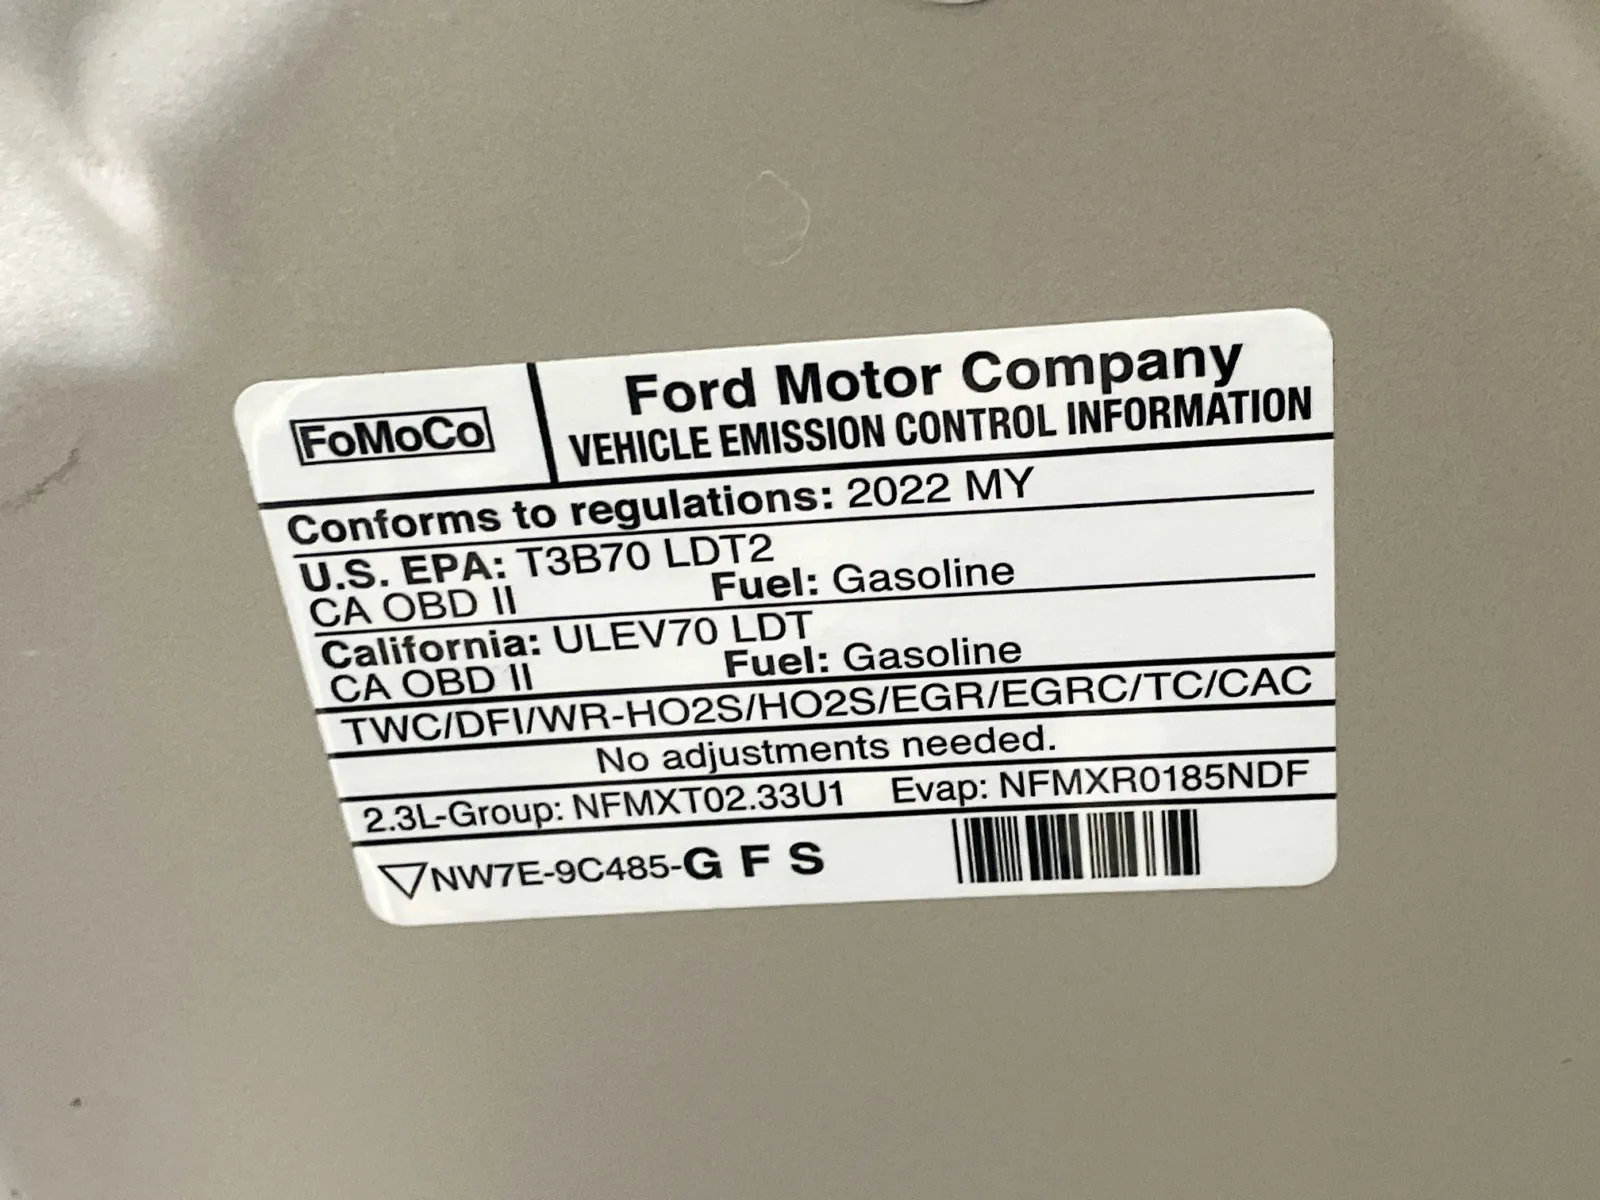 FoMoCo
Ford Motor Company
VEHICLE EMISSION CONTROL INFORMATION
Conforms to regulations: 2022 MY
U.S. EPA: T3B70 LDT2
CA OBD II Fuel: Gasoline
California: ULEV70 LDT
CA OBD II Fuel: Gasoline
TWC/DFI/WR-HO2S/HO2S/EGR/EGRC/TC/CAC
No adjustments needed.
2.3L-Group: NFMXT02.33U1 Evap: NFMXR0185NDF
NW7E-9C485-G F S